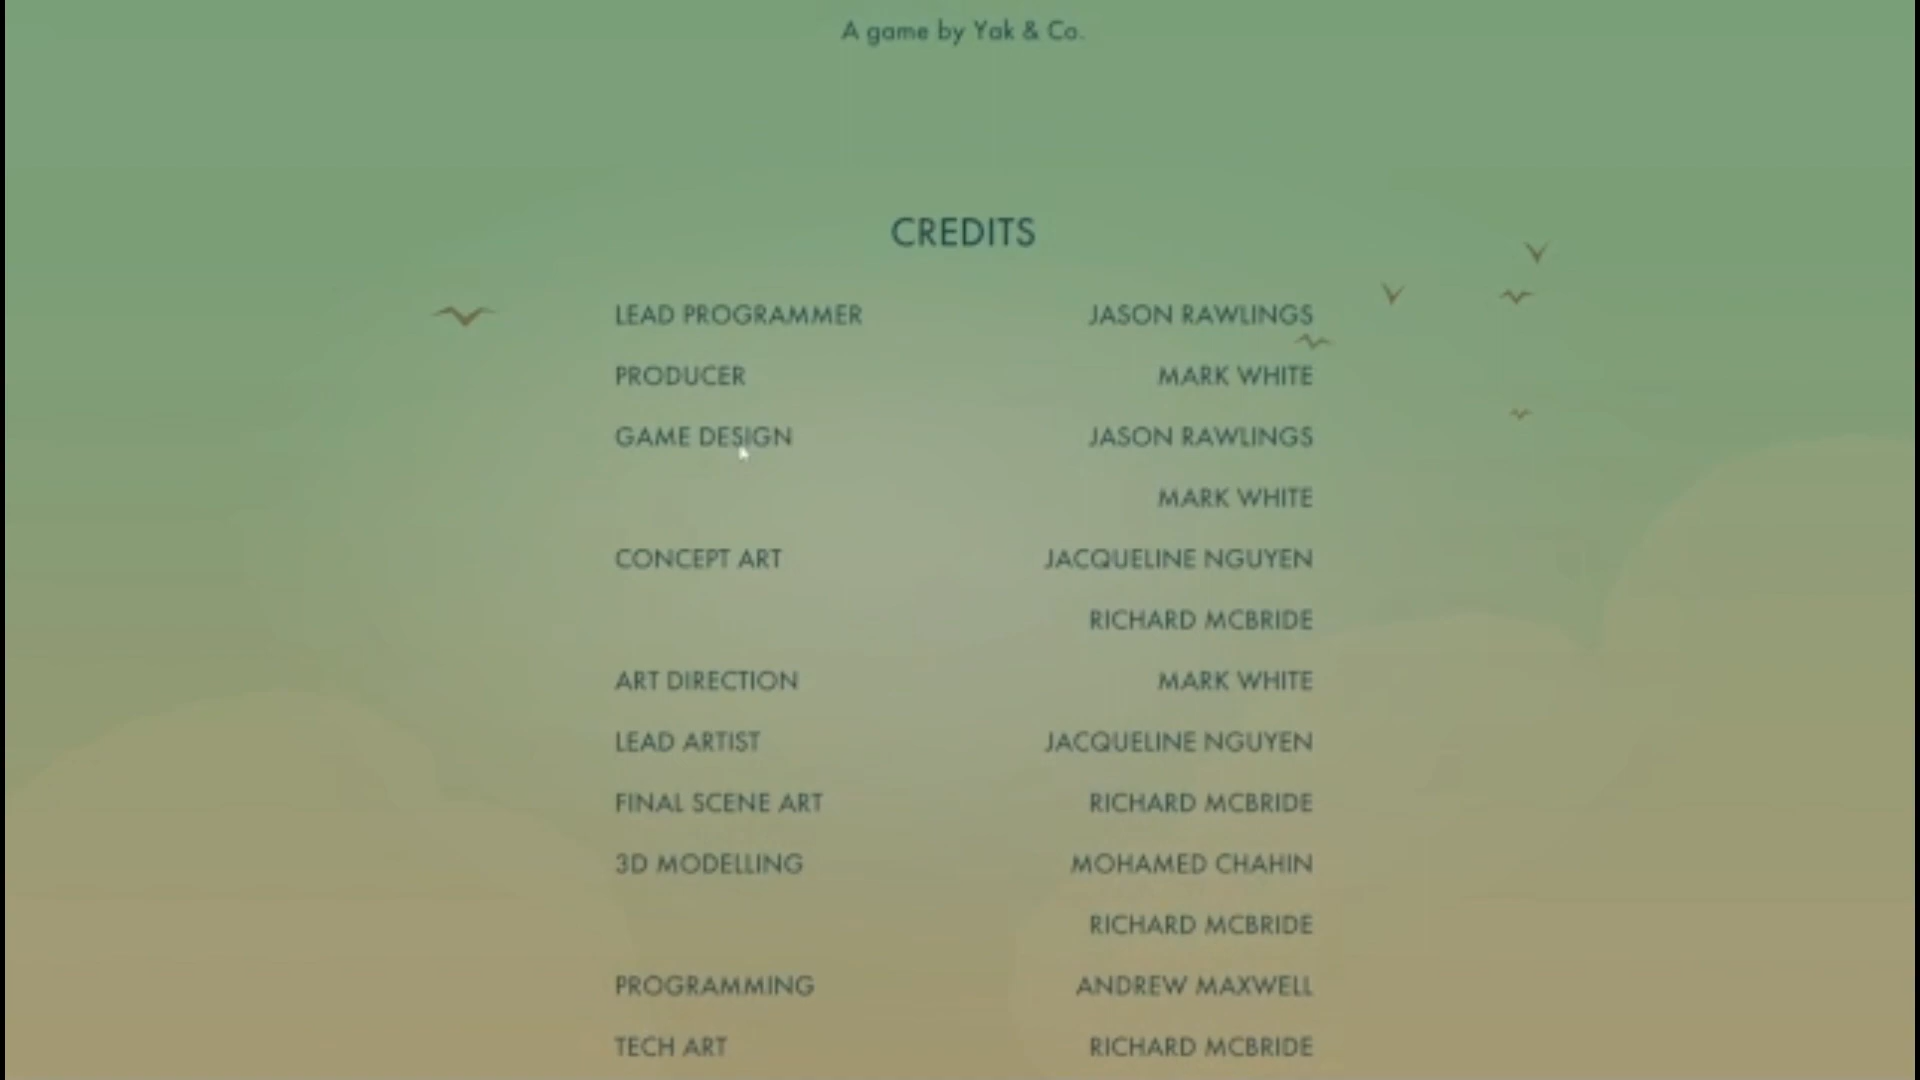 A game by Yak & Co.
CREDITS
LEAD PROGRAMMER JASON RAWLINGS
PRODUCER MARK WHITE
GAME DESIGN JASON RAWLINGS
MARK WHITE
CONCEPT ART JACQUELINE NGUYEN
RICHARD MCBRIDE
ART DIRECTION MARK WHITE
LEAD ARTIST JACQUELINE NGUYEN
FINAL SCENE ART RICHARD MCBRIDE
3D MODELLING MOHAMED CHAHIN
RICHARD MCBRIDE
PROGRAMMING ANDREW MAXWELL
TECH ART RICHARD MCBRIDE